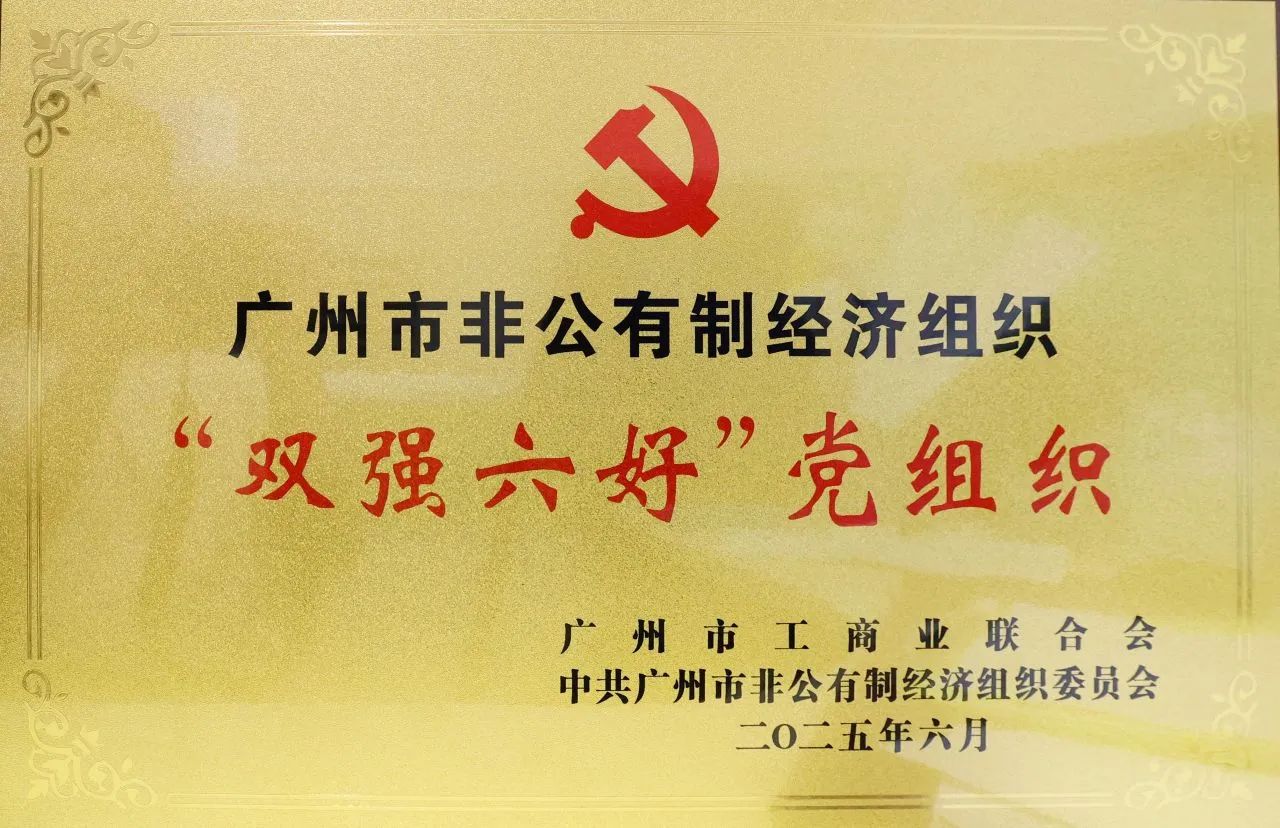 广州市非公有制经济组织
“双强六好”党组织
广州市工商业联合会
中共广州市非公有制经济组织委员会
二〇二五年六月